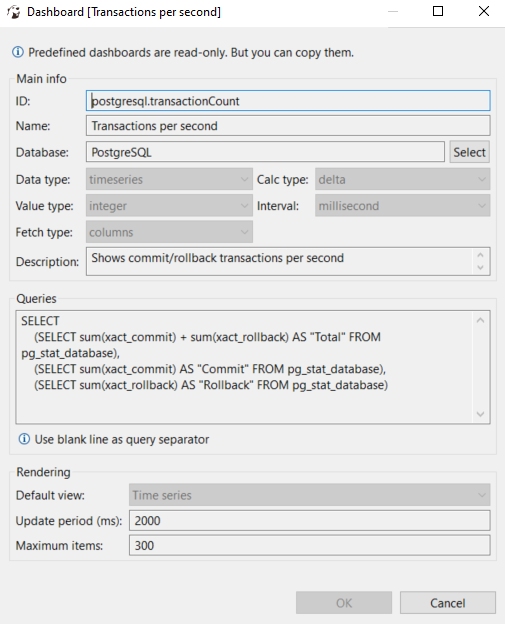 Dashboard [Transactions per second]
Predefined dashboards are read-only. But you can copy them.
Main info
ID: postgresql.transactionCount
Name: Transactions per second
Database: PostgreSQL Select
Data type: timeseries Calc type: delta
Value type: integer Interval: millisecond
Fetch type: columns
Description: Shows commit/rollback transactions per second
Queries
SELECT
(SELECT sum(xact_commit) + sum(xact_rollback) AS "Total" FROM
pg_stat_database),
(SELECT sum(xact_commit) AS "Commit" FROM pg_stat_database),
(SELECT sum(xact_rollback) AS "Rollback" FROM pg_stat_database)
Use blank line as query separator
Rendering
Default view: Time series
Update period (ms): 2000
Maximum items: 300
OK Cancel